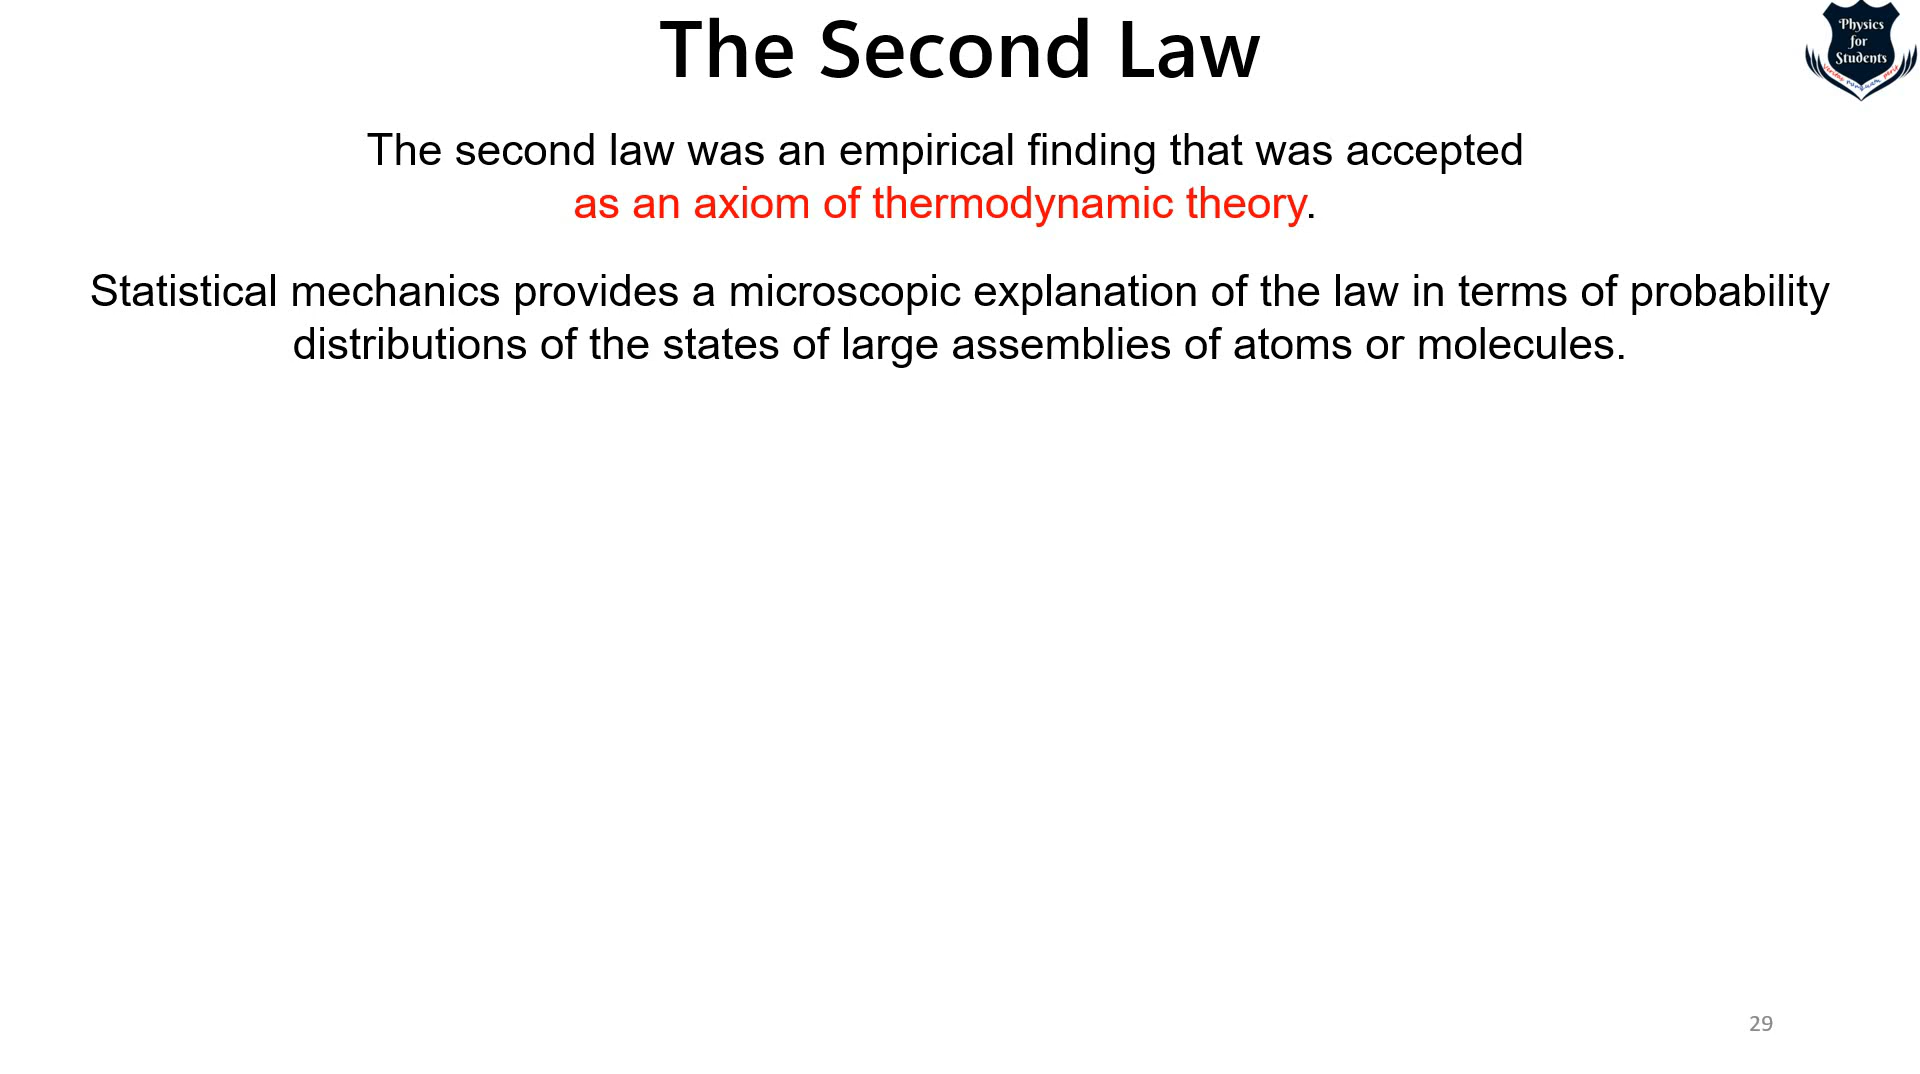 The Second Law
Physics
for
Students
The second law was an empirical finding that was accepted
as an axiom of thermodynamic theory.
Statistical mechanics provides a microscopic explanation of the law in terms of probability
distributions of the states of large assemblies of atoms or molecules.
29